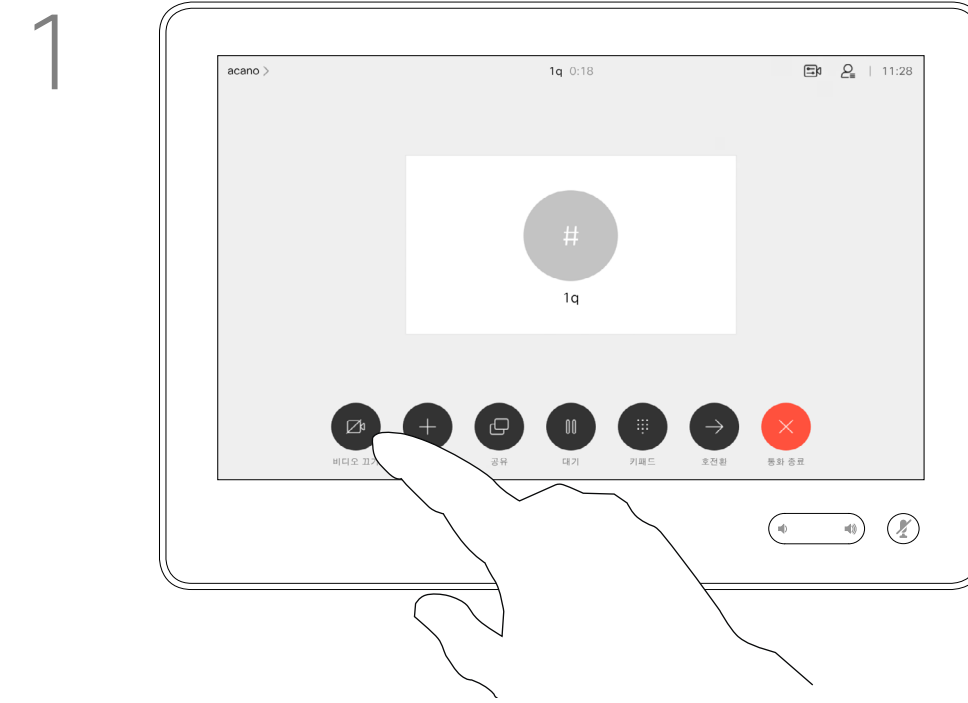 1
acano >
1q 0:18
11:28
#
1q
비디오 끄기
공유
대기
키패드
호전환
통화 종료